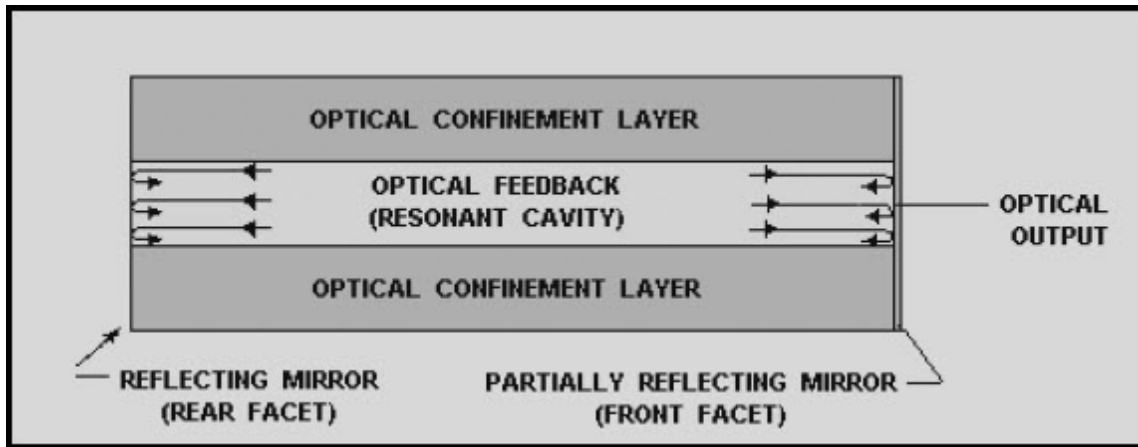 OPTICAL CONFINEMENT LAYER
OPTICAL FEEDBACK
(RESONANT CAVITY)
OPTICAL
OUTPUT
OPTICAL CONFINEMENT LAYER
REFLECTING MIRROR
(REAR FACET)
PARTIALLY REFLECTING MIRROR
(FRONT FACET)